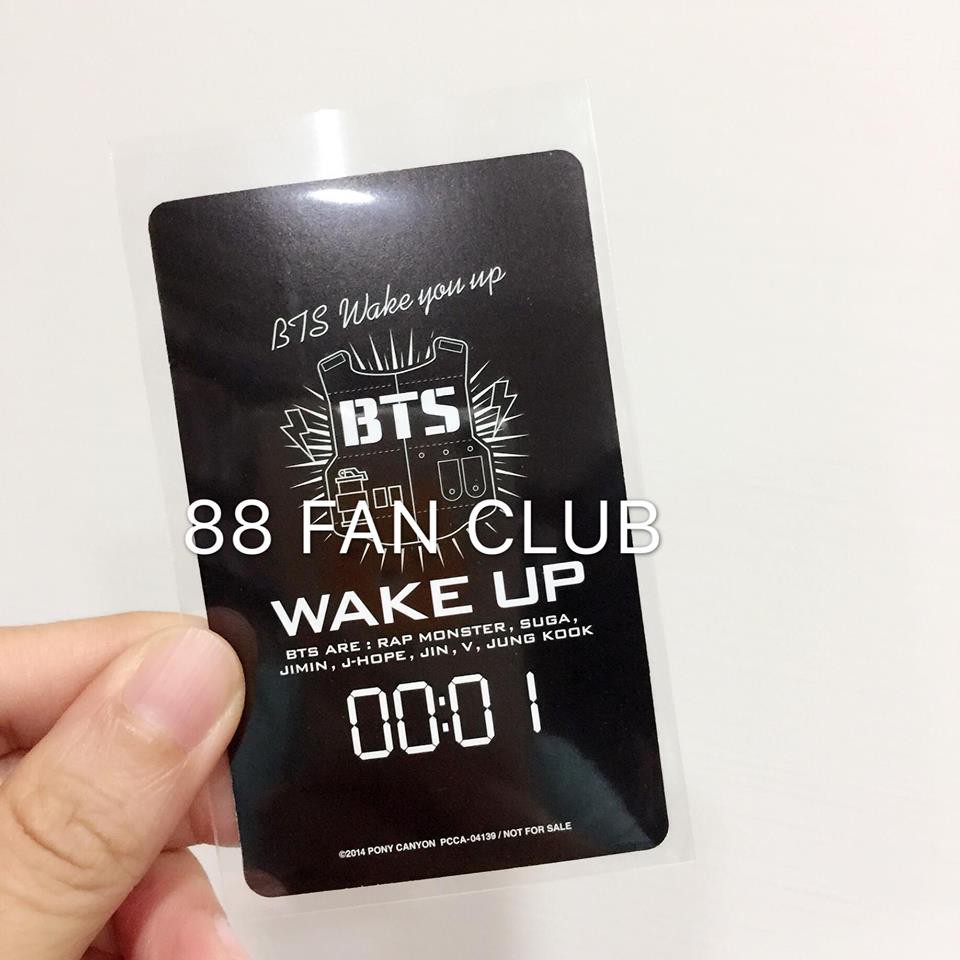 BTS Wake you up
BTS
88 FAN CLUB
WAKE UP
BTS ARE : RAP MONSTER, SUGA,
JIMIN, J-HOPE, JIN, V, JUNG KOOK
00:01
©2014 PONY CANYON PCCA-04139 / NOT FOR SALE